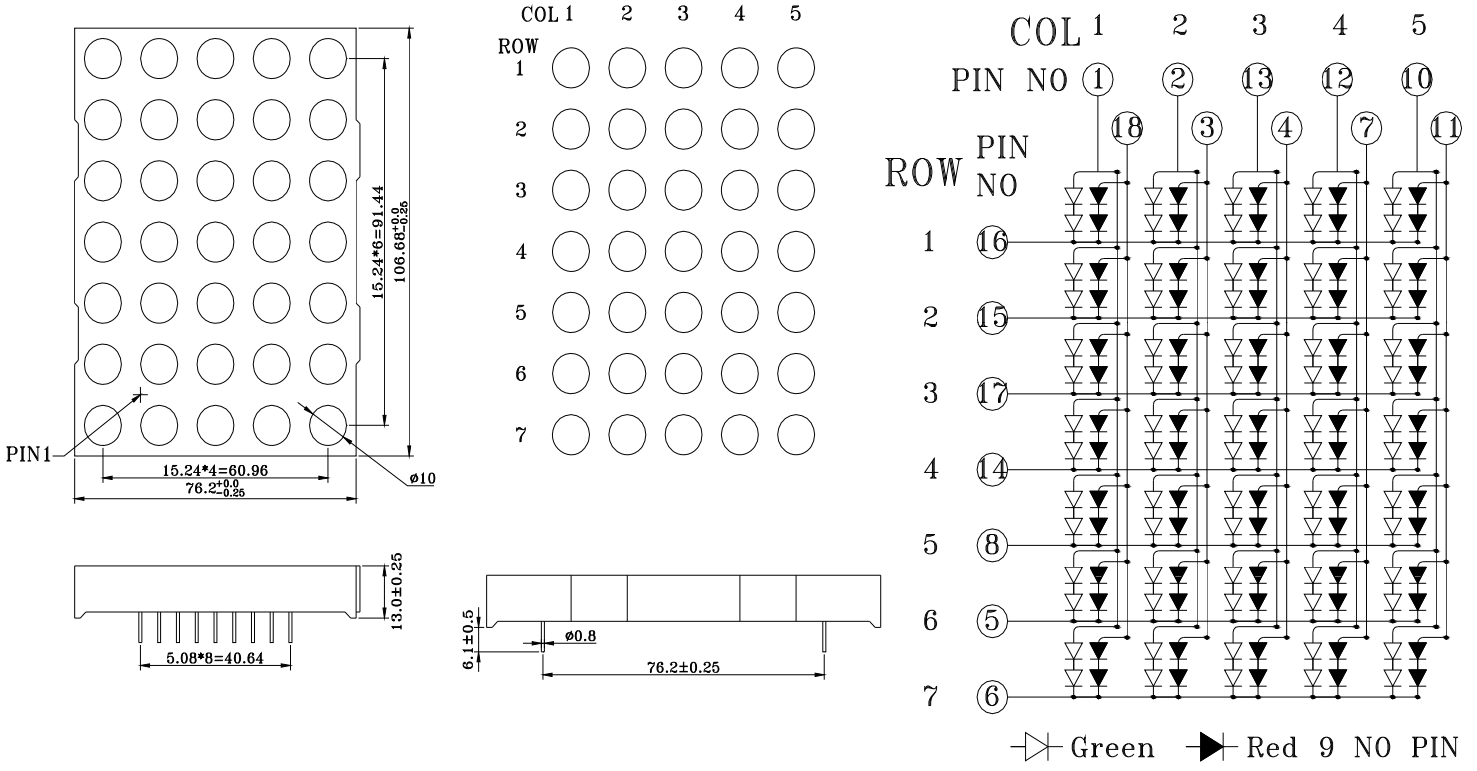 15.24*6=91.44
106.68+0.0-0.25
PIN1
15.24*4=60.96
76.2+0.0-0.25
ø10
13.0±0.25
5.08*8=40.64
COL 1 2 3 4 5
ROW
1
2
3
4
5
6
7
6.1±0.5
ø0.8
76.2±0.25
COL 1 2 3 4 5
PIN NO 1 2 13 12 10
18 3 4 7 11
ROW PIN NO
1 16
2 15
3 17
4 14
5 8
6 5
7 6
Green Red 9 NO PIN